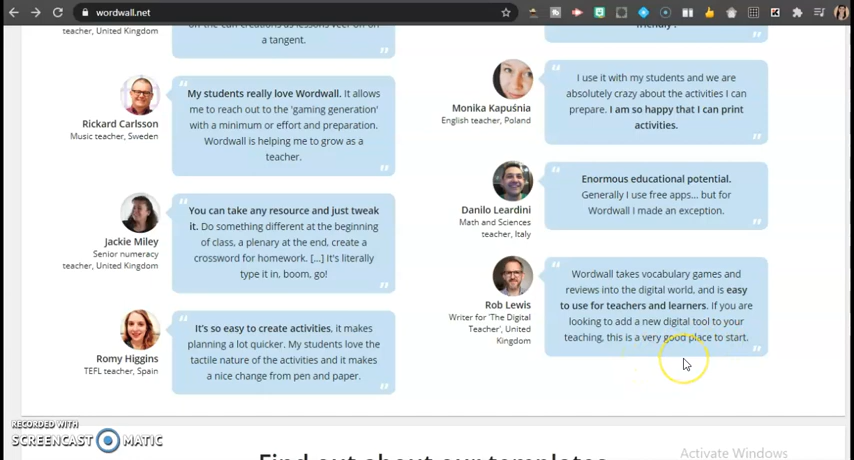 wordwall.net
teacher, United Kingdom
a tangent.
Rickard Carlsson
Music teacher, Sweden
My students really love Wordwall. It allows
me to reach out to the 'gaming generation'
with a minimum or effort and preparation.
Wordwall is helping me to grow as a
teacher.
Jackie Miley
Senior numeracy
teacher, United Kingdom
You can take any resource and just tweak
it. Do something different at the beginning
of class, a plenary at the end, create a
crossword for homework. [...] It's literally
type it in, boom, go!
Romy Higgins
TEFL teacher, Spain
It's so easy to create activities, it makes
planning a lot quicker. My students love the
tactile nature of the activities and it makes
a nice change from pen and paper.
Monika Kapuśnia
English teacher, Poland
I use it with my students and we are
absolutely crazy about the activities I can
prepare. I am so happy that I can print
activities.
Danilo Leardini
Math and Sciences
teacher, Italy
Enormous educational potential.
Generally I use free apps... but for
Wordwall I made an exception.
Rob Lewis
Writer for 'The Digital
Teacher', United
Kingdom
Wordwall takes vocabulary games and
reviews into the digital world, and is easy
to use for teachers and learners. If you are
looking to add a new digital tool to your
teaching, this is a very good place to start.
RECORDED WITH
SCREENCAST MATIC
Find out about our templates
Activate Windows